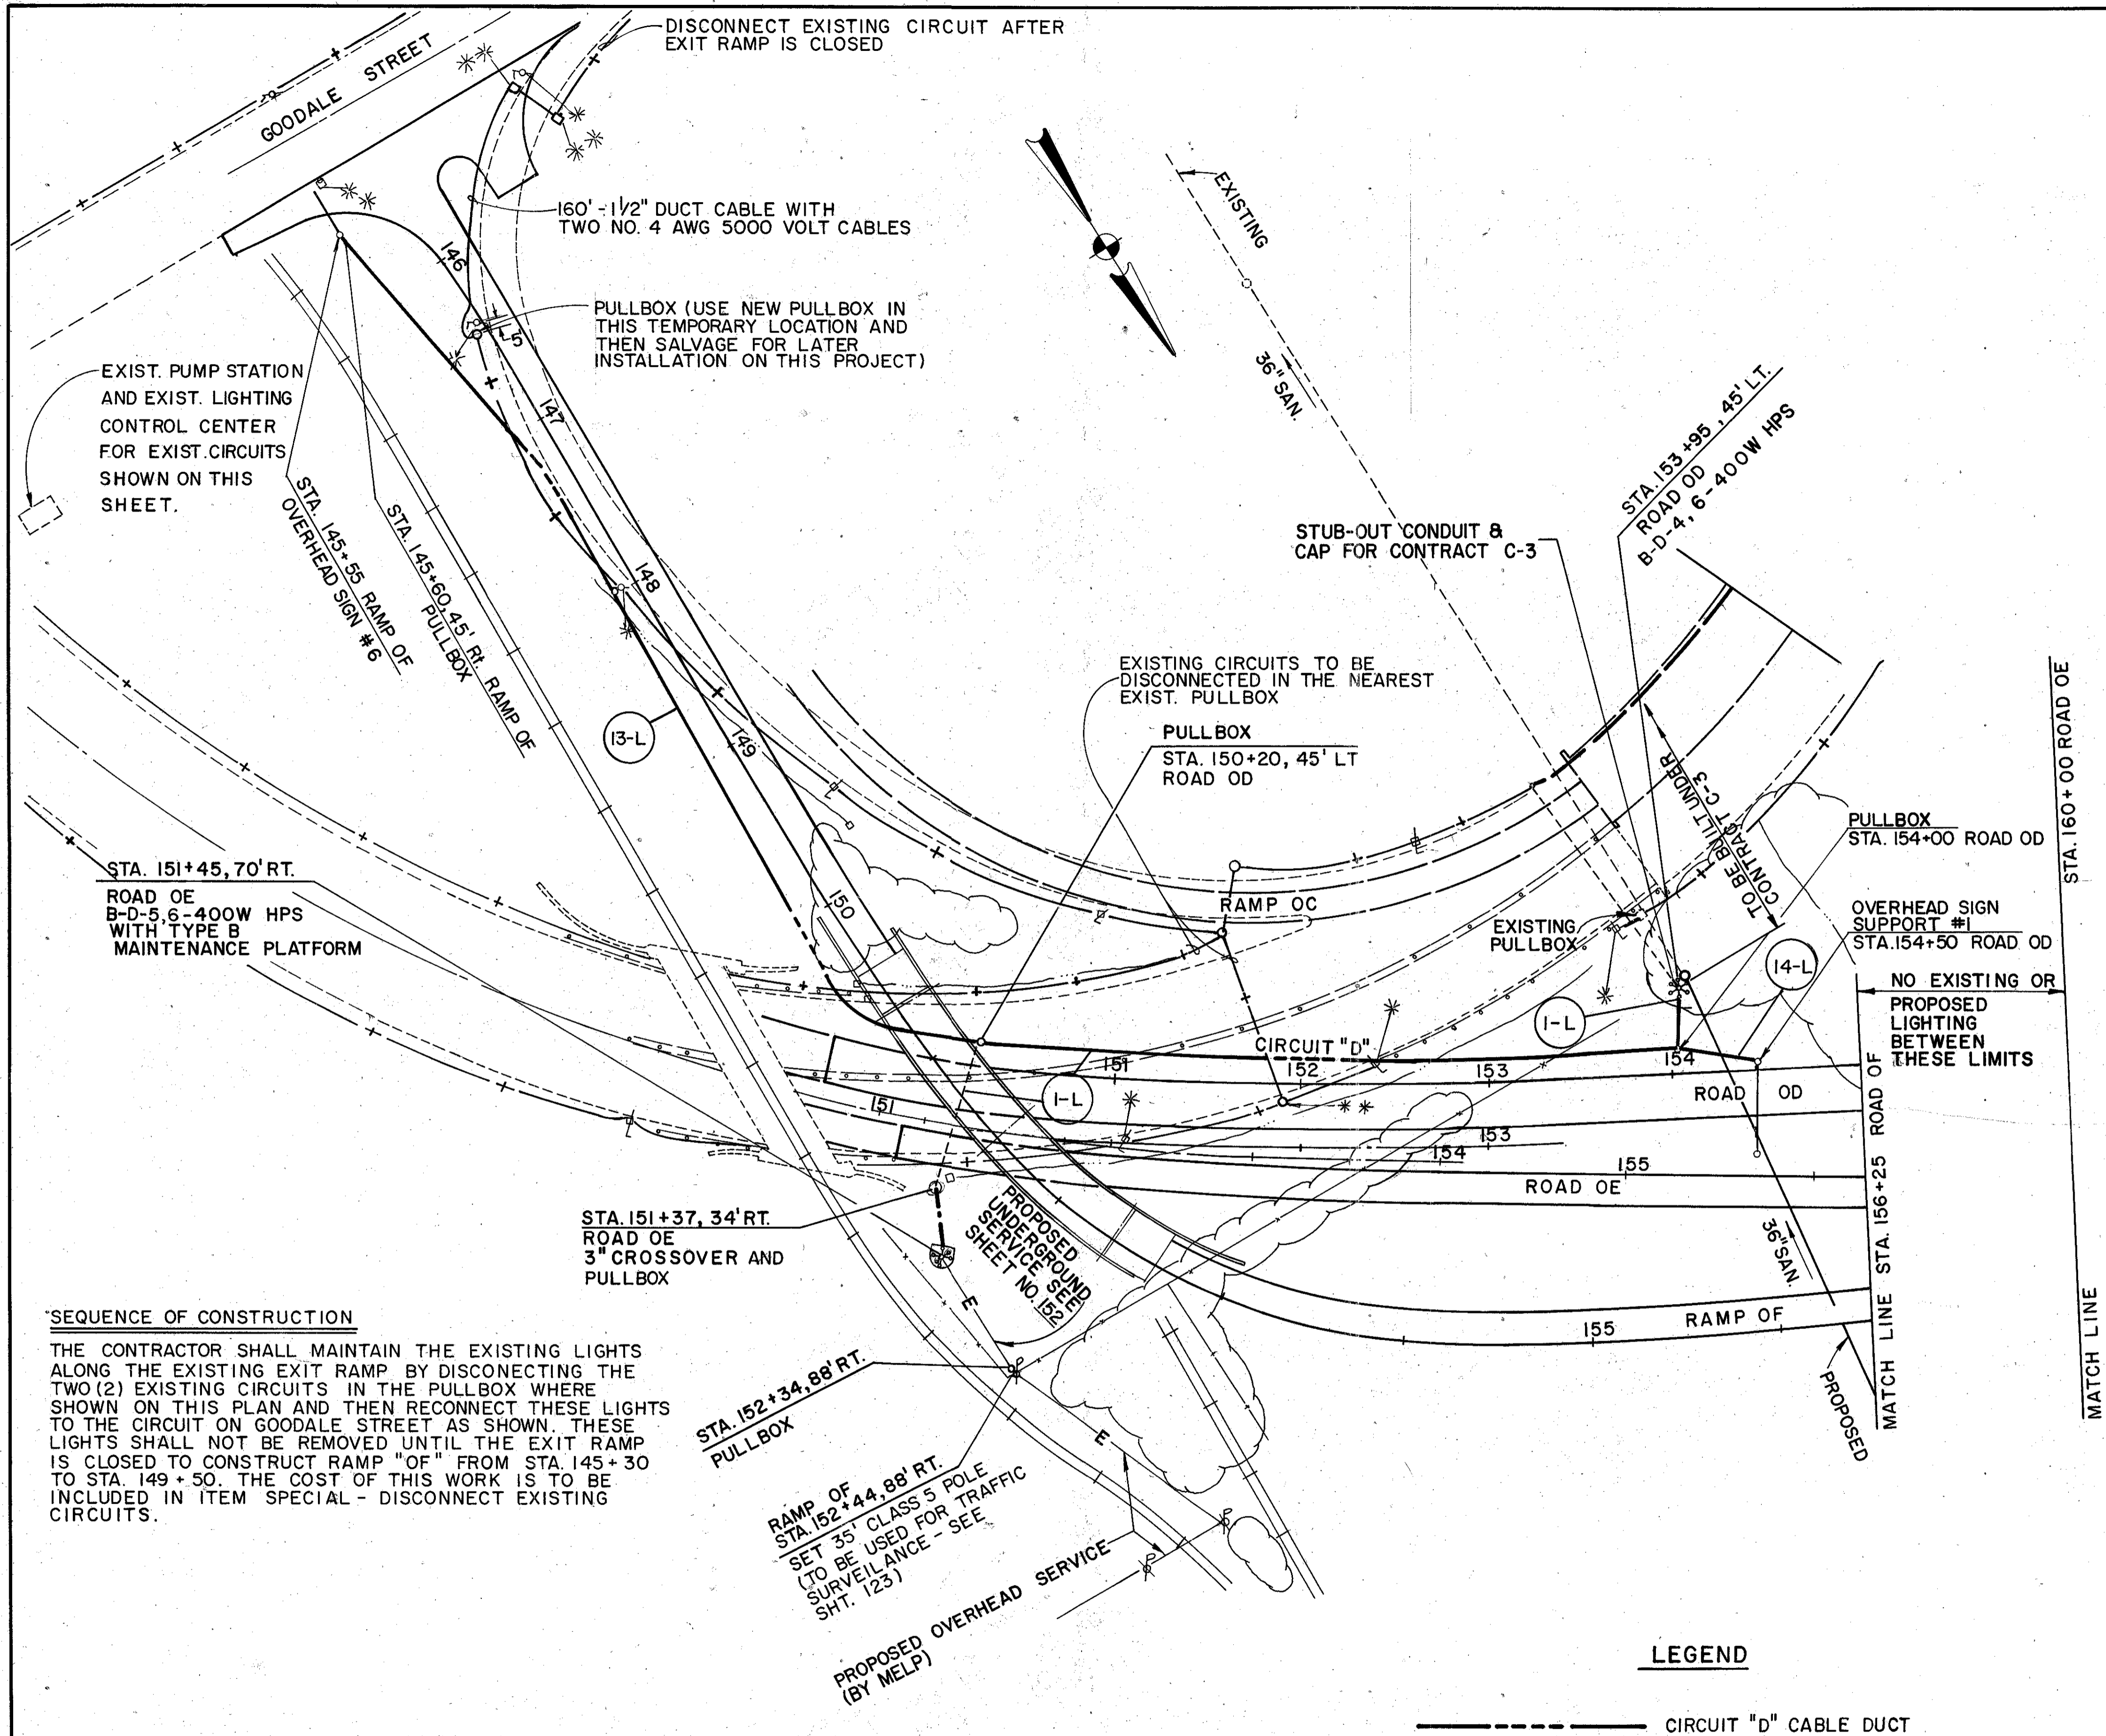 DISCONNECT EXISTING CIRCUIT AFTER
EXIT RAMP IS CLOSED
GOODALE STREET
160' - 1 1/2" DUCT CABLE WITH
TWO NO. 4 AWG 5000 VOLT CABLES
146
PULLBOX (USE NEW PULLBOX IN
THIS TEMPORARY LOCATION AND
THEN SALVAGE FOR LATER
INSTALLATION ON THIS PROJECT)
5'
EXISTING
36" SAN.
EXIST. PUMP STATION
AND EXIST. LIGHTING
CONTROL CENTER
FOR EXIST. CIRCUITS
SHOWN ON THIS
SHEET.
147
STA. 145+55 RAMP OF
OVERHEAD SIGN #6
STA. 145+60, 45' Rt. RAMP OF
PULLBOX
STA. 153+95, 45' LT.
ROAD OD
B-D-4, 6-400W HPS
STUB-OUT CONDUIT &
CAP FOR CONTRACT C-3
148
EXISTING CIRCUITS TO BE
DISCONNECTED IN THE NEAREST
EXIST. PULLBOX
13-L
149
PULLBOX
STA. 150+20, 45' LT
ROAD OD
TO BE BUILT UNDER
CONTRACT C-3
STA. 160+00 ROAD OE
PULLBOX
STA. 154+00 ROAD OD
STA. 151+45, 70' RT.
ROAD OE
B-D-5, 6-400W HPS
WITH TYPE B
MAINTENANCE PLATFORM
150
RAMP OC
EXISTING
PULLBOX
OVERHEAD SIGN
SUPPORT #1
STA. 154+50 ROAD OD
14-L
NO EXISTING OR
PROPOSED
LIGHTING
BETWEEN
THESE LIMITS
1-L
CIRCUIT "D"
151
152
153
154
1-L
ROAD OD
151
153
154
155
ROAD OE
STA. 151+37, 34' RT.
ROAD OE
3" CROSSOVER AND
PULLBOX
PROPOSED
UNDERGROUND
SERVICE SEE
SHEET NO. 152
36" SAN.
E
155
RAMP OF
PROPOSED
MATCH LINE STA. 156+25 ROAD OF
MATCH LINE
SEQUENCE OF CONSTRUCTION
THE CONTRACTOR SHALL MAINTAIN THE EXISTING LIGHTS
ALONG THE EXISTING EXIT RAMP BY DISCONECTING THE
TWO (2) EXISTING CIRCUITS IN THE PULLBOX WHERE
SHOWN ON THIS PLAN AND THEN RECONNECT THESE LIGHTS
TO THE CIRCUIT ON GOODALE STREET AS SHOWN. THESE
LIGHTS SHALL NOT BE REMOVED UNTIL THE EXIT RAMP
IS CLOSED TO CONSTRUCT RAMP "OF" FROM STA. 145+30
TO STA. 149+50. THE COST OF THIS WORK IS TO BE
INCLUDED IN ITEM SPECIAL - DISCONNECT EXISTING
CIRCUITS.
STA. 152+34, 88' RT.
PULLBOX
E
RAMP OF
STA. 152+44, 88' RT.
SET 35' CLASS 5 POLE
(TO BE USED FOR TRAFFIC
SURVEILANCE - SEE
SHT. 123)
PROPOSED OVERHEAD SERVICE
(BY MELP)
LEGEND
CIRCUIT "D" CABLE DUCT